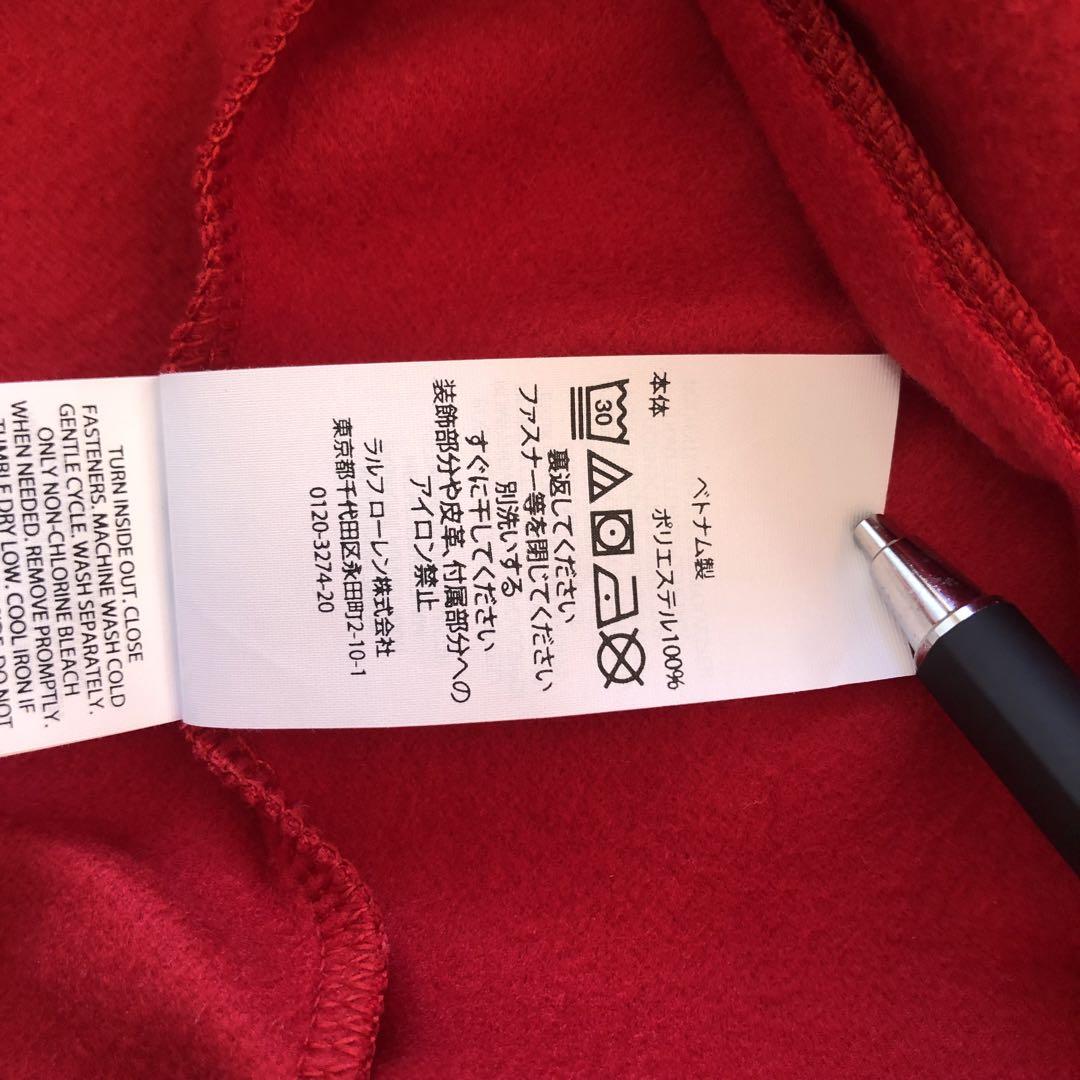 ベトナム製
本体 ポリエステル100%
30
裏返してください
ファスナー等を閉じてください
別洗いする
すぐに干してください
装飾部分や皮革、付属部分への
アイロン禁止
ラルフローレン株式会社
東京都千代田区永田町2-10-1
0120-3274-20
TURN INSIDE OUT. CLOSE
FASTENERS. MACHINE WASH COLD
GENTLE CYCLE. WASH SEPARATELY.
ONLY NON-CHLORINE BLEACH
WHEN NEEDED. REMOVE PROMPTLY.
TUMBLE DRY LOW. COOL IRON IF
DO NOT